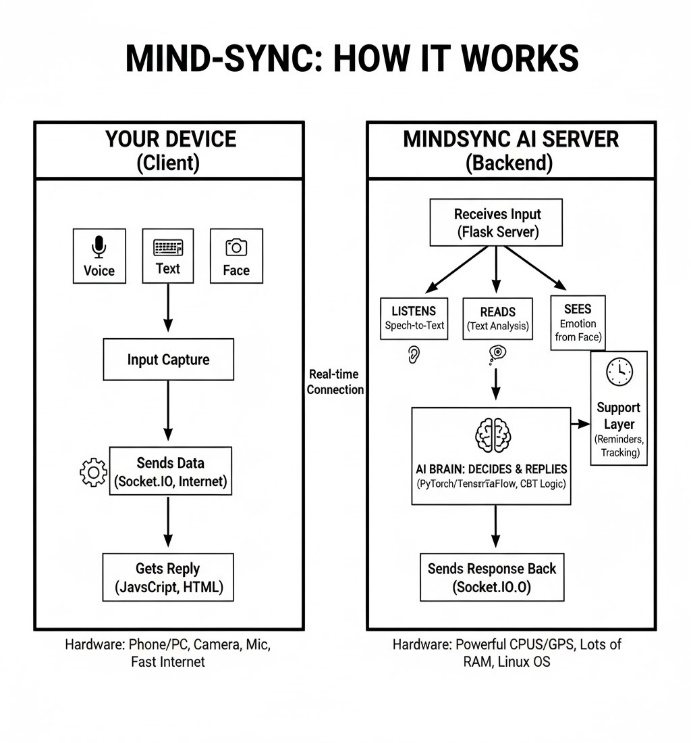 MIND-SYNC: HOW IT WORKS
YOUR DEVICE
(Client)
Voice
Text
Face
Input Capture
Sends Data
(Socket.IO, Internet)
Gets Reply
(JavsCript, HTML)
Hardware: Phone/PC, Camera, Mic,
Fast Internet
Real-time
Connection
MINDSYNC AI SERVER
(Backend)
Receives Input
(Flask Server)
LISTENS
Spech-to-Text
READS
(Text Analysis)
SEES
Emotion
from Face)
Support
Layer
(Reminders,
Tracking)
AI BRAIN: DECIDES & REPLIES
(PyTorch/, CBT Logic)
Sends Response Back
(Socket.IO.O)
Hardware: Powerful CPUS/GPS, Lots of
RAM, Linux OS